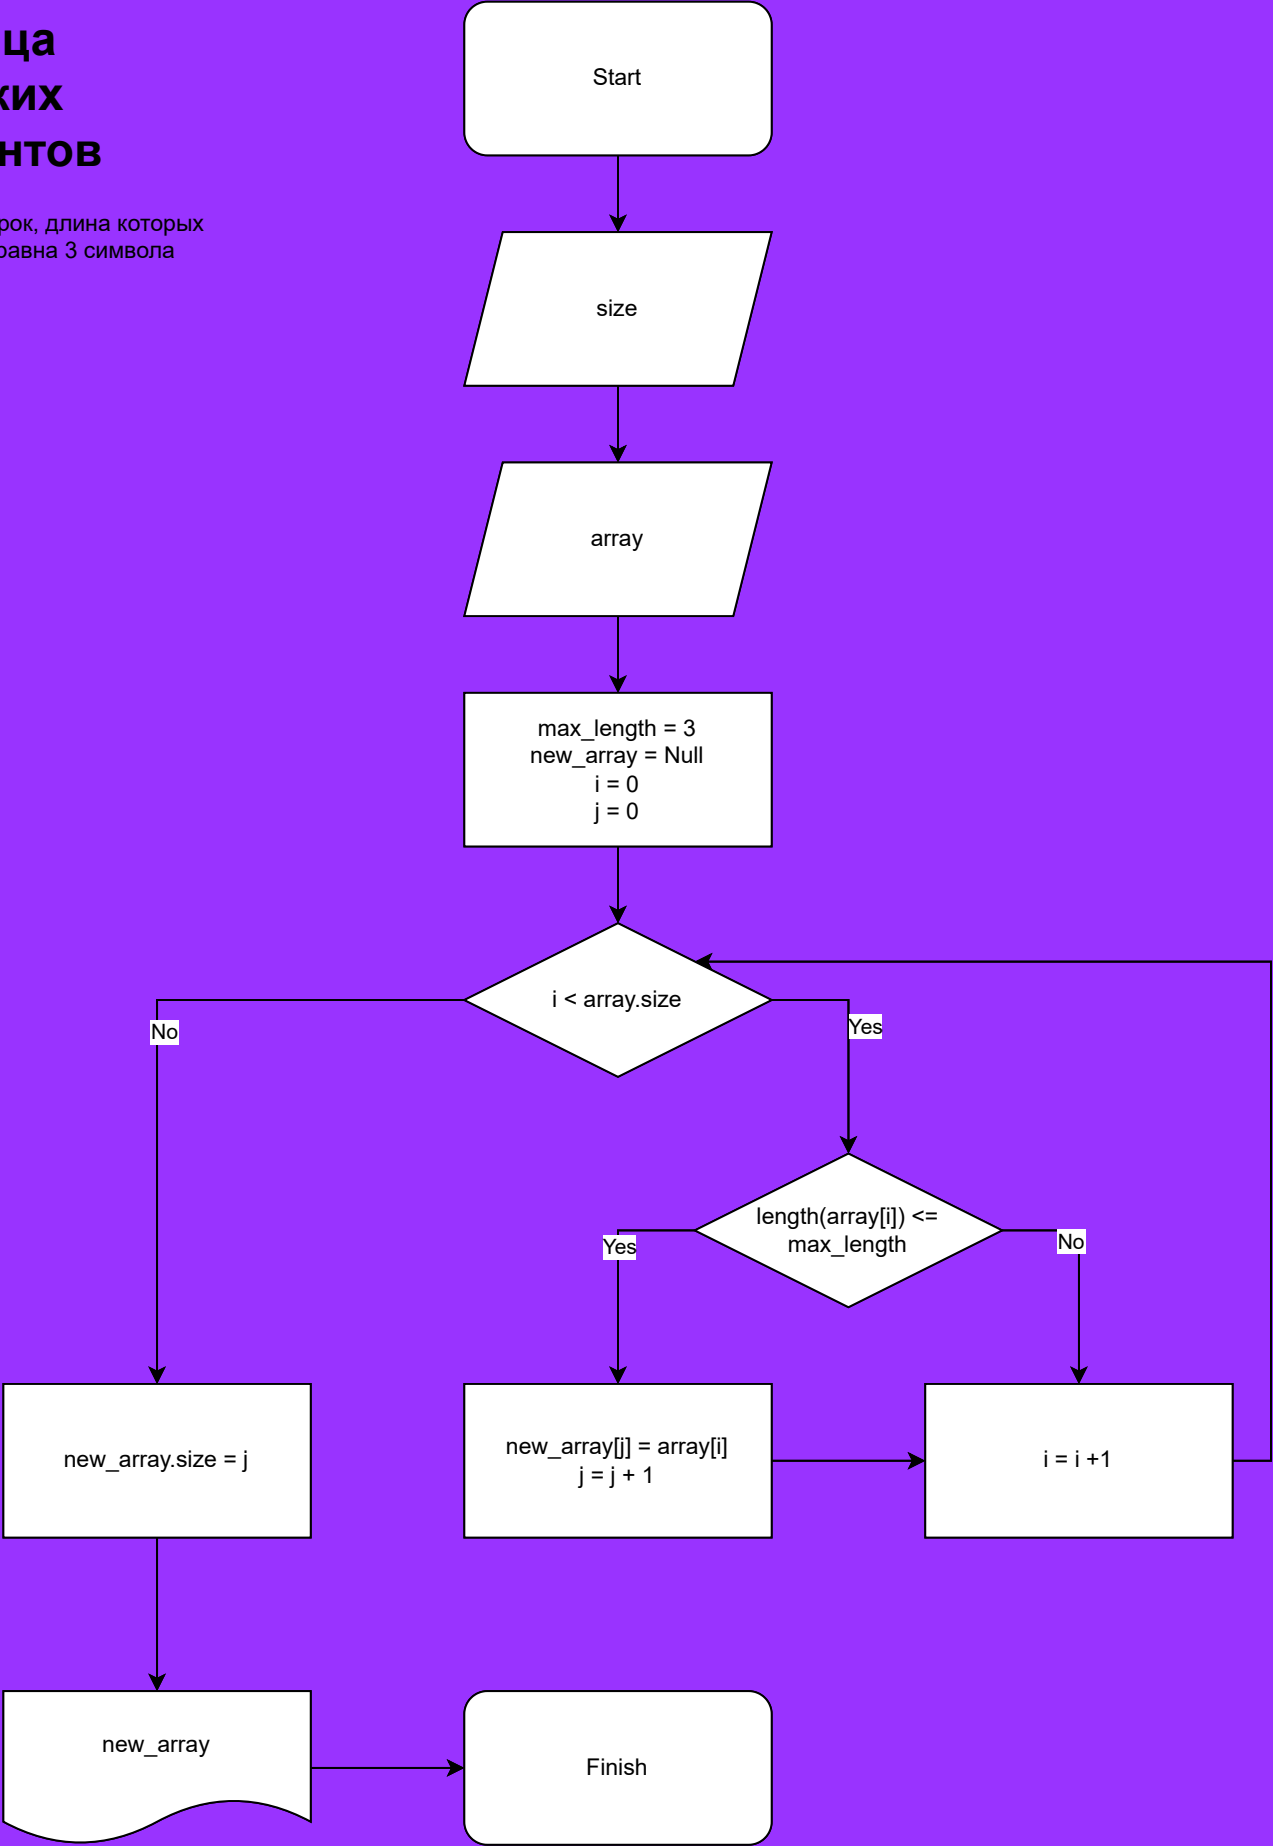 ца
ких
нтов
рок, длина которых
равна 3 символа
Start
size
array
max_length = 3
new_array = Null
i = 0
j = 0
i < array.size
No
Yes
length(array[i]) <=
max_length
Yes
No
new_array.size = j
new_array[j] = array[i]
j = j + 1
i = i +1
new_array
Finish